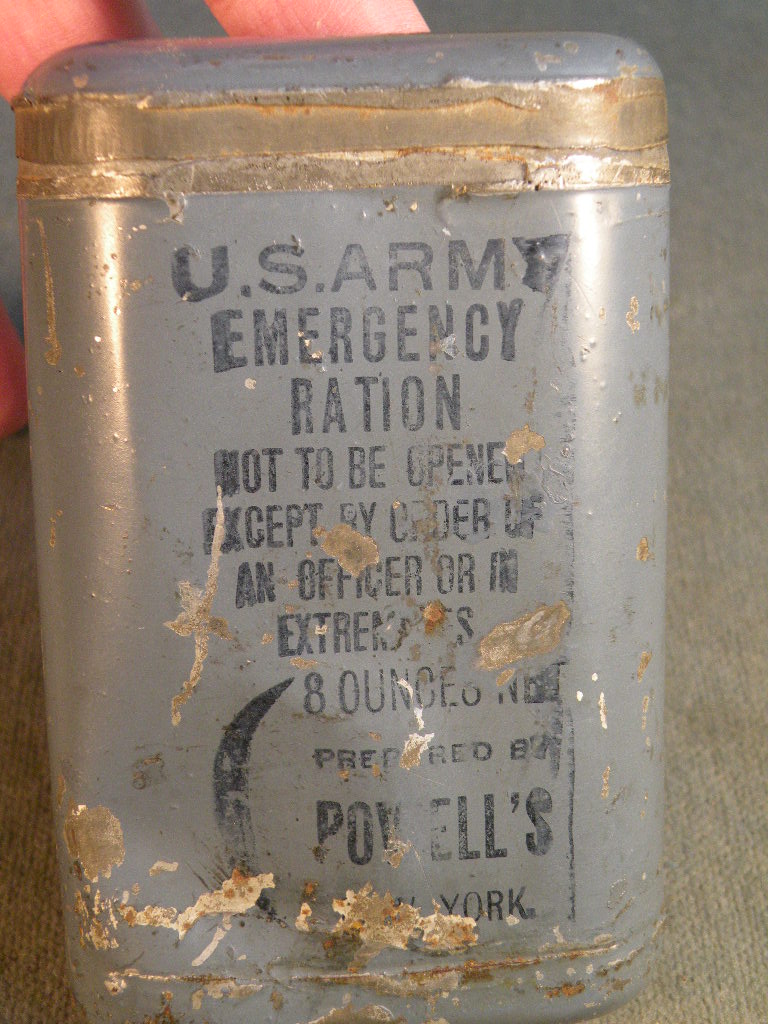 U.S. ARMY
EMERGENCY
RATION
NOT TO BE OPENED
EXCEPT BY ORDER OF
AN OFFICER OR IN
EXTREMITIES
8 OUNCES NET
PREPARED BY
POWELL'S
NEW YORK.